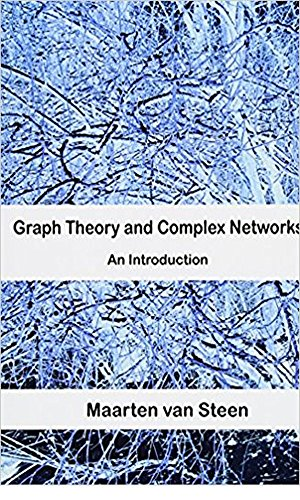 Graph Theory and Complex Networks
An Introduction
Maarten van Steen